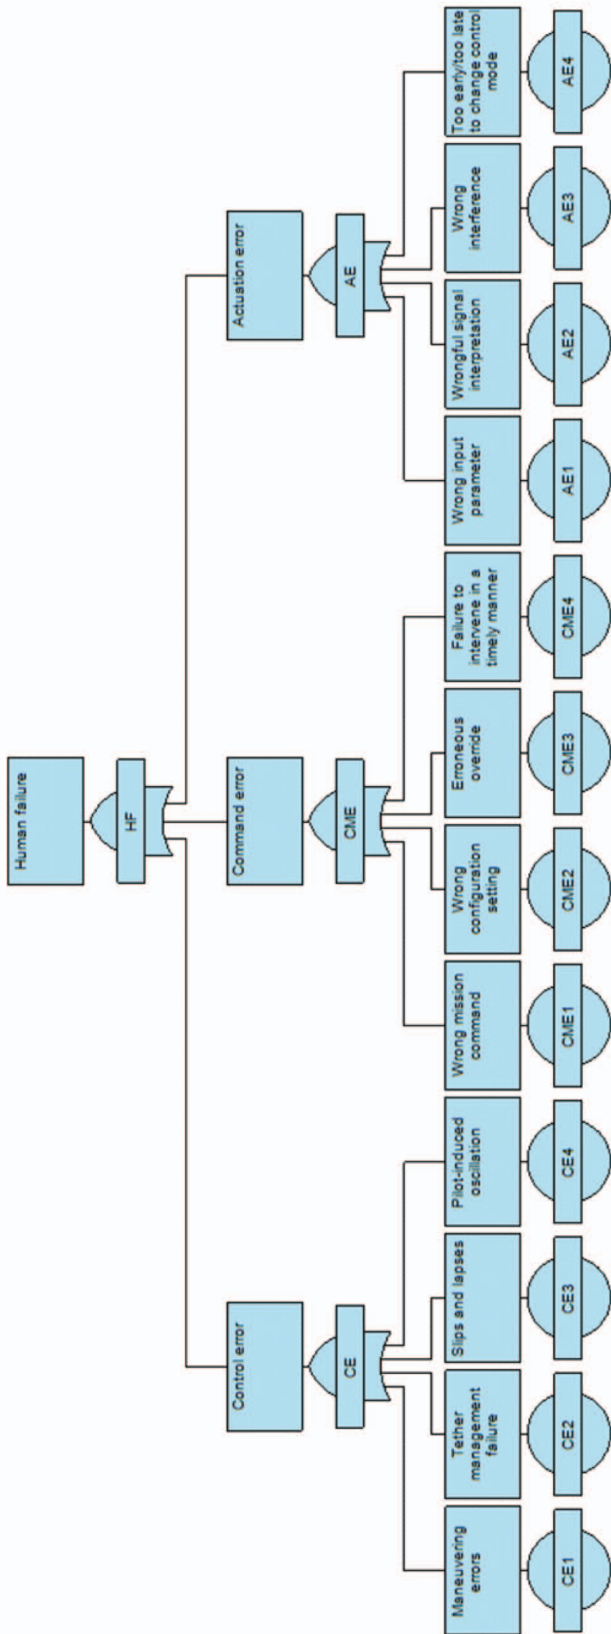 Human failure
HF
Control error
CE
Command error
CME
Actuation error
AE
Maneuvering
errors
CE1
Tether
management
failure
CE2
Slips and lapses
CE3
Pilot-induced
oscillation
CE4
Wrong mission
command
CME1
Wrong
configuration
setting
CME2
Erroneous
override
CME3
Failure to
intervene in a
timely manner
CME4
Wrong input
parameter
AE1
Wrongful signal
interpretation
AE2
Wrong
interference
AE3
Too early/too late
to change control
mode
AE4